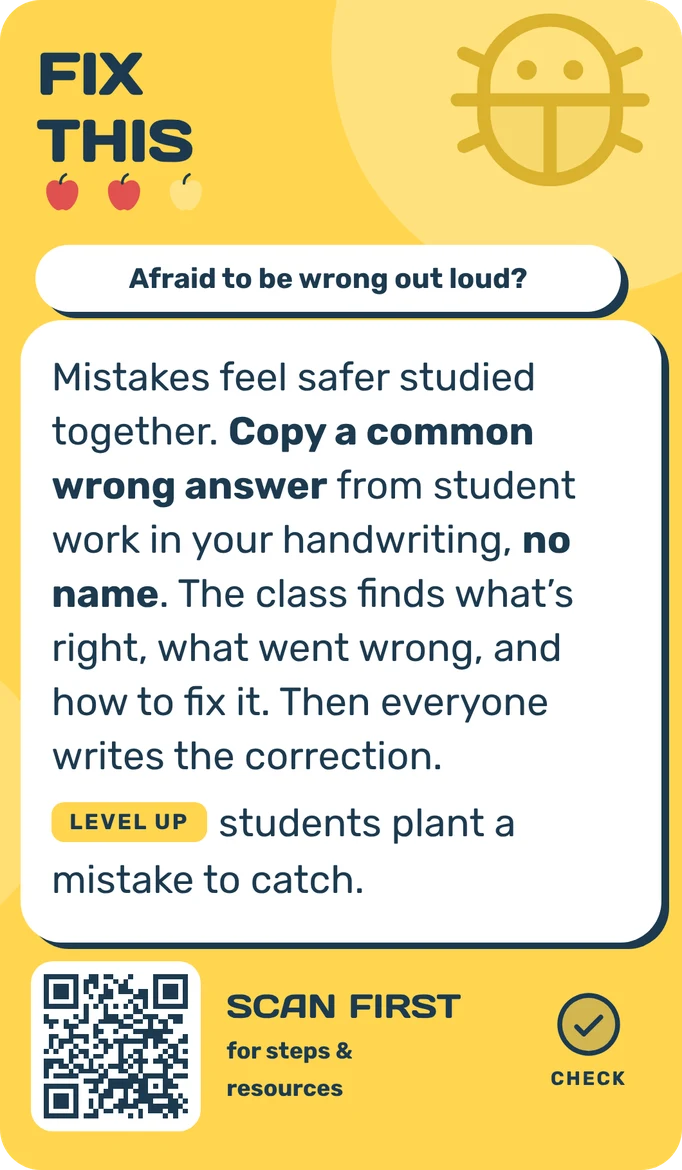 FIX
THIS
Afraid to be wrong out loud?
Mistakes feel safer studied
together. Copy a common
wrong answer from student
work in your handwriting, no
name. The class finds what’s
right, what went wrong, and
how to fix it. Then everyone
writes the correction.
LEVEL UP students plant a
mistake to catch.
SCAN FIRST
for steps &
resources
CHECK